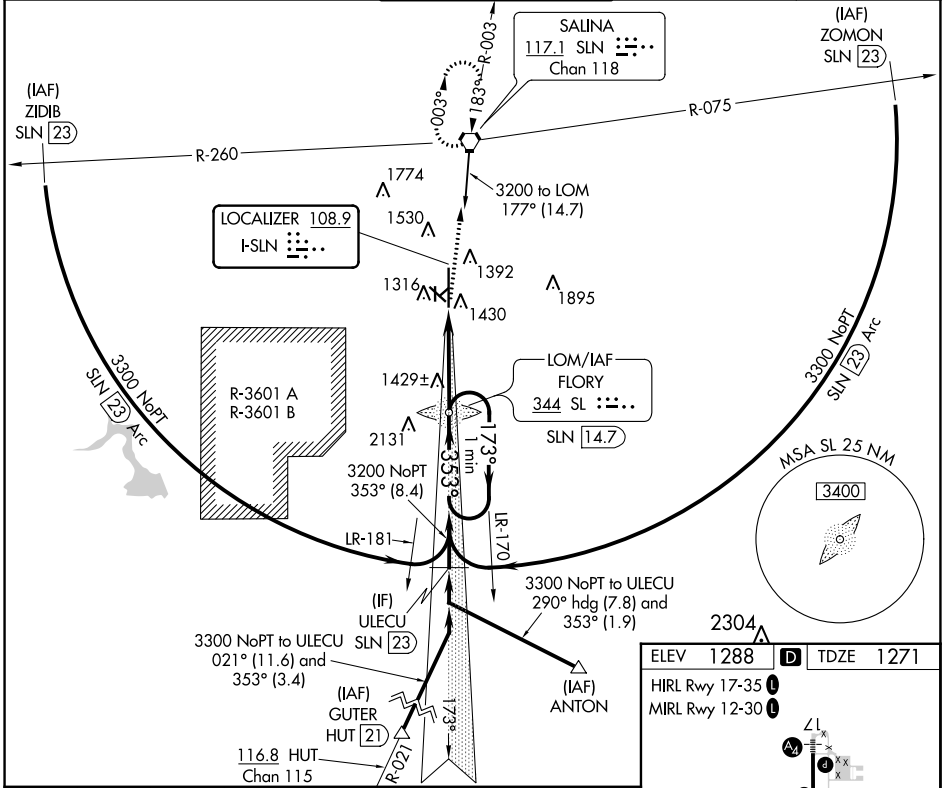 R-003
SALINA
117.1 SLN
Chan 118
(IAF)
ZOMON
SLN 23
(IAF)
ZIDIB
SLN 23
003°
183°
R-075
R-260
1774
3200 to LOM
177° (14.7)
LOCALIZER 108.9
I-SLN
1530
1392
1316
1895
1430
3300 NoPT
SLN 23 Arc
3300 NoPT
SLN 23 Arc
R-3601 A
R-3601 B
1429±
LOM/IAF
FLORY
344 SL
SLN 14.7
2131
173°
1 min
353°
3200 NoPT
353° (8.4)
MSA SL 25 NM
3400
LR-181
LR-170
(IF)
ULECU
SLN 23
3300 NoPT to ULECU
290° hdg (7.8) and
353° (1.9)
3300 NoPT to ULECU
021° (11.6) and
353° (3.4)
2304
(IAF)
ANTON
(IAF)
GUTER
HUT 21
173°
116.8 HUT
Chan 115
R-021
ELEV 1288 D TDZE 1271
HIRL Rwy 17-35 L
MIRL Rwy 12-30 L
17
A4
P
X
X X
X